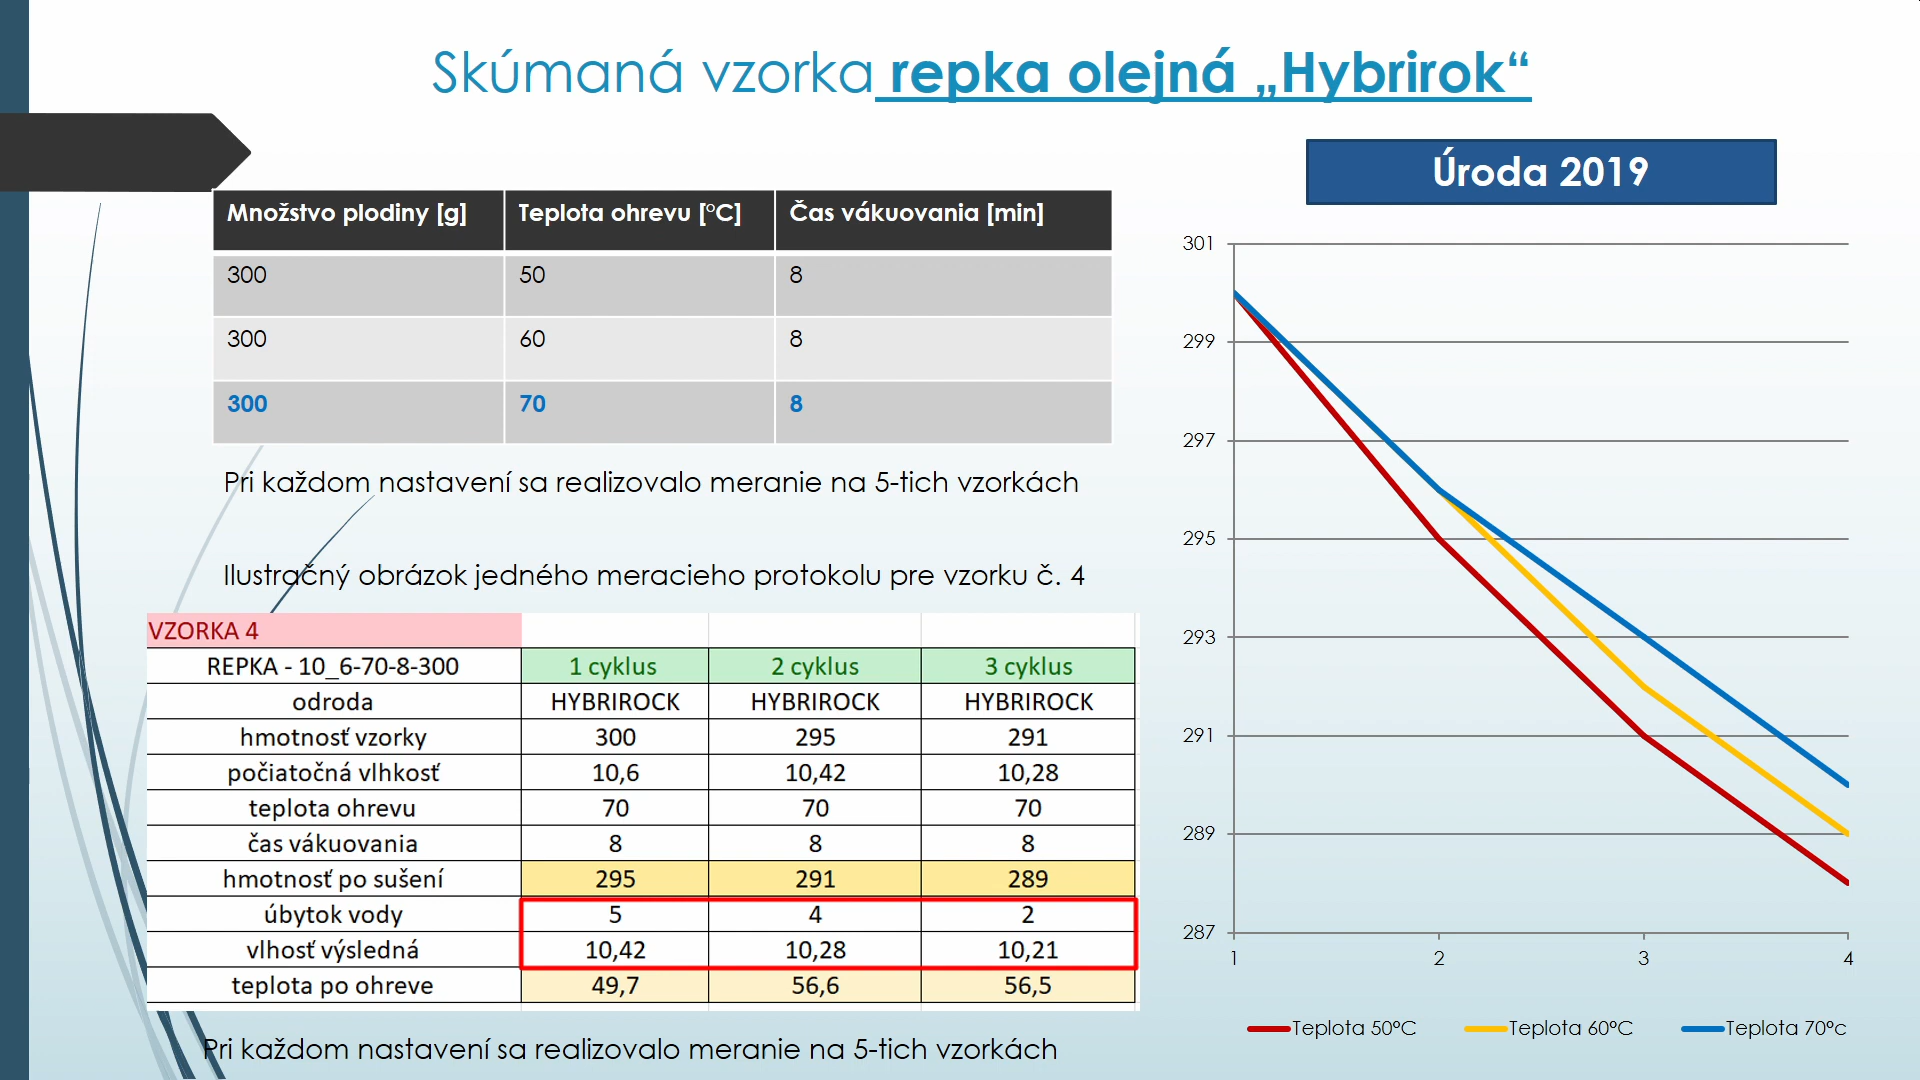 Skúmaná vzorka repka olejná „Hybrirok“
Množstvo plodiny [g] Teplota ohrevu [°C] Čas vákuovania [min]
300 50 8
300 60 8
300 70 8
Pri každom nastavení sa realizovalo meranie na 5-tich vzorkách
Ilustračný obrázok jedného meracieho protokolu pre vzorku č. 4
VZORKA 4
REPKA - 10_6-70-8-300 1 cyklus 2 cyklus 3 cyklus
odroda HYBRIROCK HYBRIROCK HYBRIROCK
hmotnosť vzorky 300 295 291
počiatočná vlhkosť 10,6 10,42 10,28
teplota ohrevu 70 70 70
čas vákuovania 8 8 8
hmotnosť po sušení 295 291 289
úbytok vody 5 4 2
vlhosť výsledná 10,42 10,28 10,21
teplota po ohreve 49,7 56,6 56,5
Pri každom nastavení sa realizovalo meranie na 5-tich vzorkách
Úroda 2019
301
299
297
295
293
291
289
287
1 2 3 4
Teplota 50°C Teplota 60°C Teplota 70°c